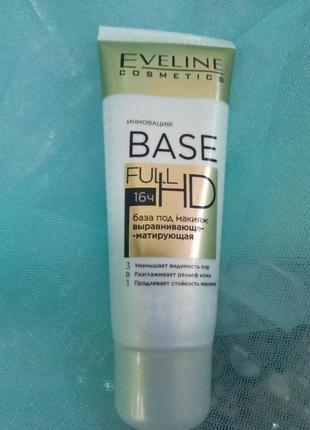 EVELINE
COSMETICS
ИННОВАЦИЯ!
BASE
FULL HD
16ч
база под макияж
выравнивающе-
-матирующая
3 Уменьшает видимость пор
В Разглаживает рельеф кожи
1 Продлевает стойкость макияжа